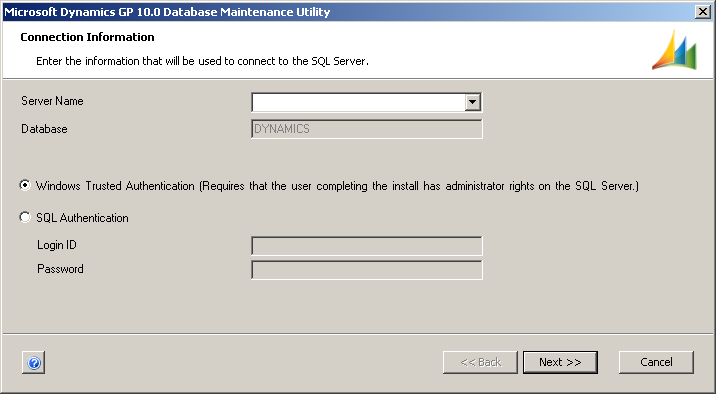 Microsoft Dynamics GP 10.0 Database Maintenance Utility
Connection Information
Enter the information that will be used to connect to the SQL Server.
Server Name
Database DYNAMICS
Windows Trusted Authentication (Requires that the user completing the install has administrator rights on the SQL Server.)
SQL Authentication
Login ID
Password
? << Back Next >> Cancel